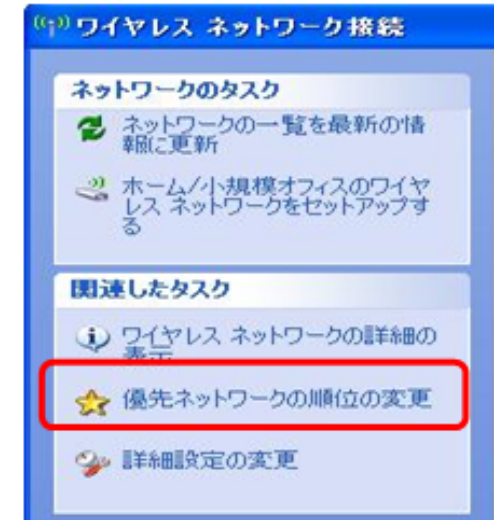 ワイヤレス ネットワーク接続
ネットワークのタスク
ネットワークの一覧を最新の情
報に更新
ホーム/小規模オフィスのワイヤ
レス ネットワークをセットアップす
る
関連したタスク
ワイヤレス ネットワークの詳細の
表示
優先ネットワークの順位の変更
詳細設定の変更